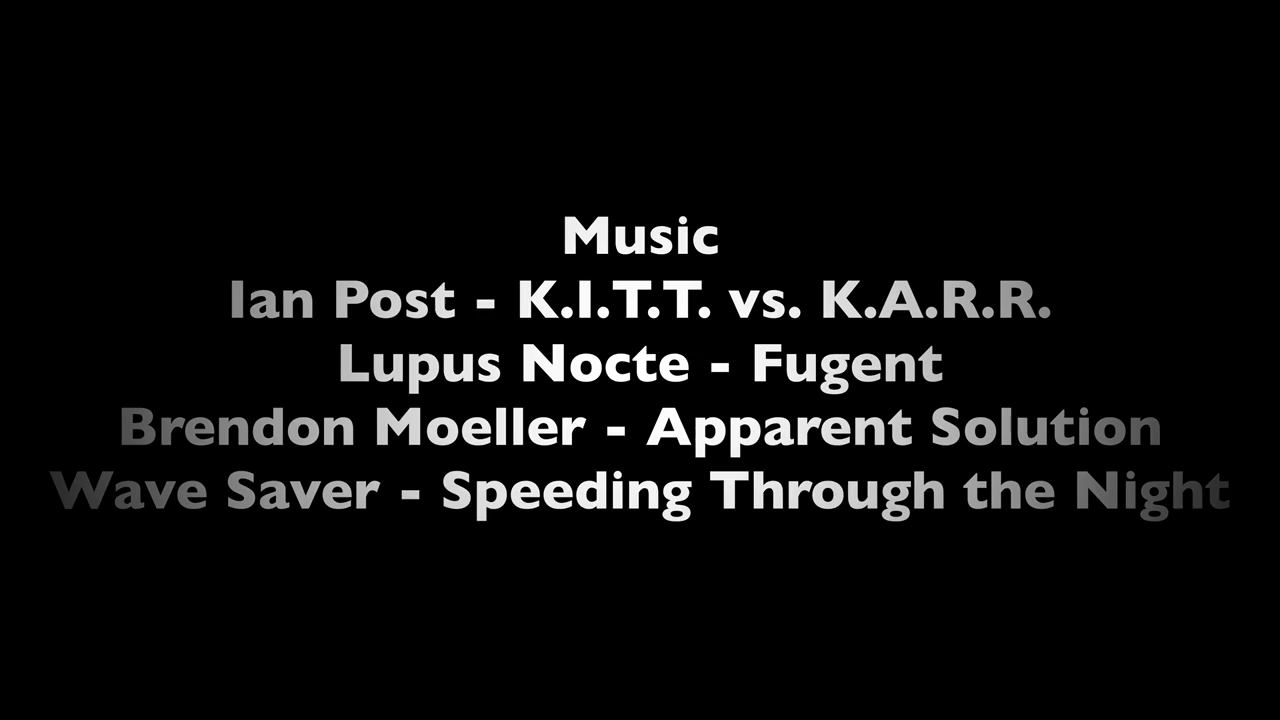 Music
Ian Post - K.I.T.T. vs. K.A.R.R.
Lupus Nocte - Fugent
Brendon Moeller - Apparent Solution
Wave Saver - Speeding Through the Night